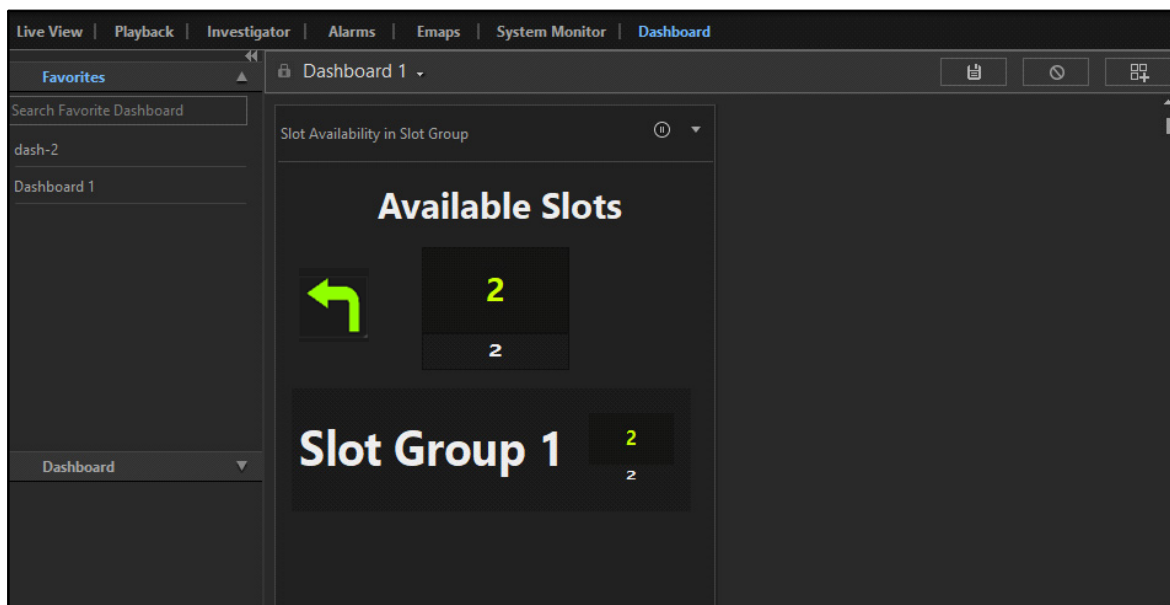 Live View | Playback | Investigator | Alarms | Emaps | System Monitor | Dashboard
Favorites
Search Favorite Dashboard
dash-2
Dashboard 1
Dashboard
Dashboard 1
Slot Availability in Slot Group
Available Slots
2
2
Slot Group 1
2
2